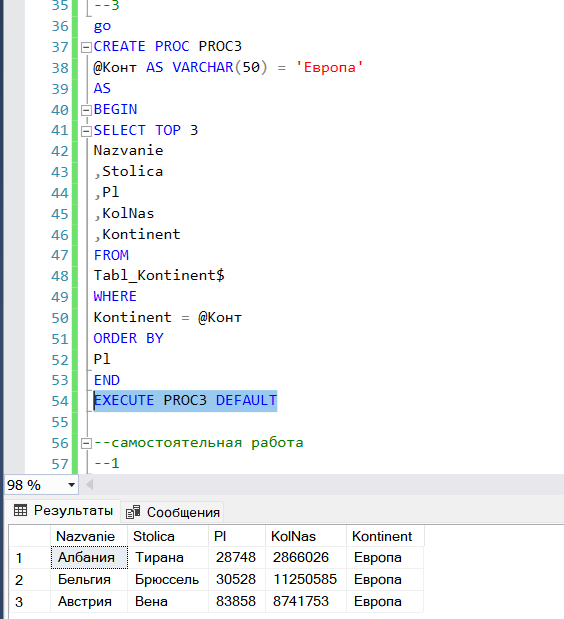 35 --3
36 go
37 CREATE PROC PROC3
38 @Конт AS VARCHAR(50) = 'Европа'
39 AS
40 BEGIN
41 SELECT TOP 3
42 Nazvanie
43 ,Stolica
44 ,Pl
45 ,KolNas
46 ,Kontinent
47 FROM
48 Tabl_Kontinent$
49 WHERE
50 Kontinent = @Конт
51 ORDER BY
52 Pl
53 END
54 EXECUTE PROC3 DEFAULT
55
56 --самостоятельная работа
57 --1
98 %
Результаты Сообщения
Nazvanie Stolica Pl KolNas Kontinent
1 Албания Тирана 28748 2866026 Европа
2 Бельгия Брюссель 30528 11250585 Европа
3 Австрия Вена 83858 8741753 Европа